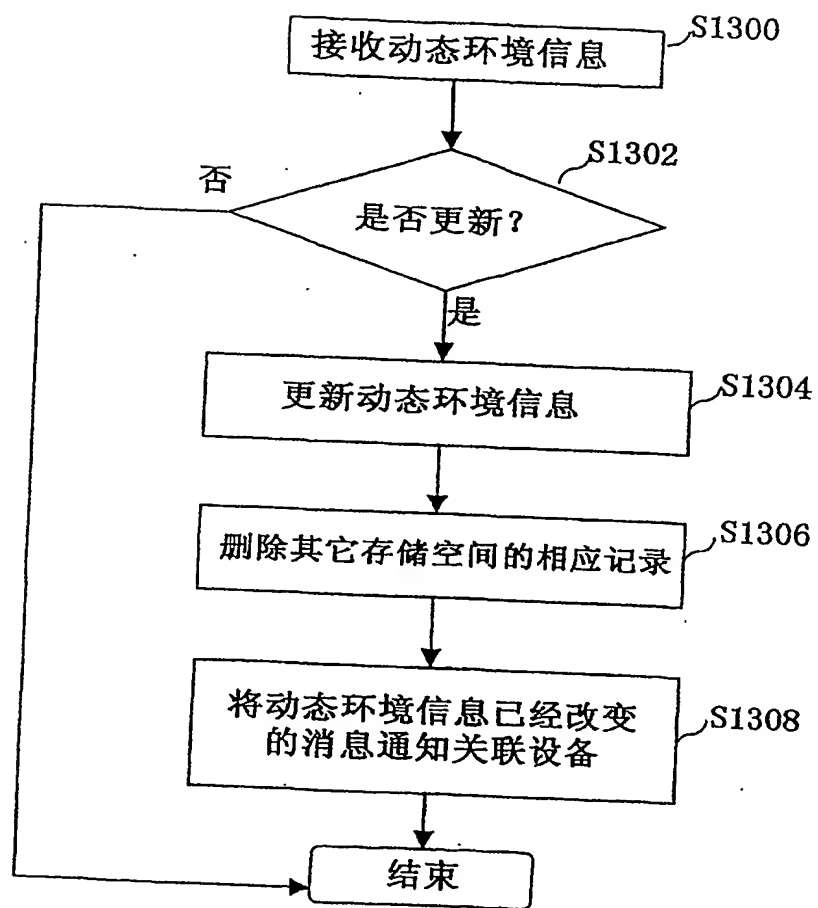 接收动态环境信息
S1300
S1302
否
是否更新？
是
更新动态环境信息
S1304
删除其它存储空间的相应记录
S1306
将动态环境信息已经改变
的消息通知关联设备
S1308
结束